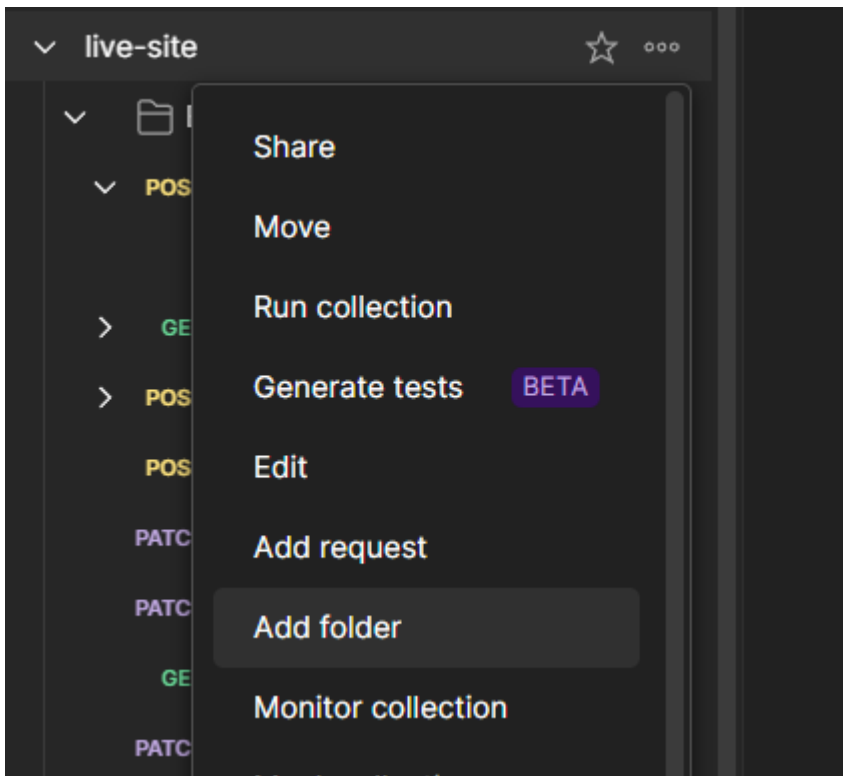 live-site
Share
POS
Move
Run collection
GE
Generate tests BETA
POS
Edit
POS
Add request
PATC
Add folder
PATC
GE
Monitor collection
PATC